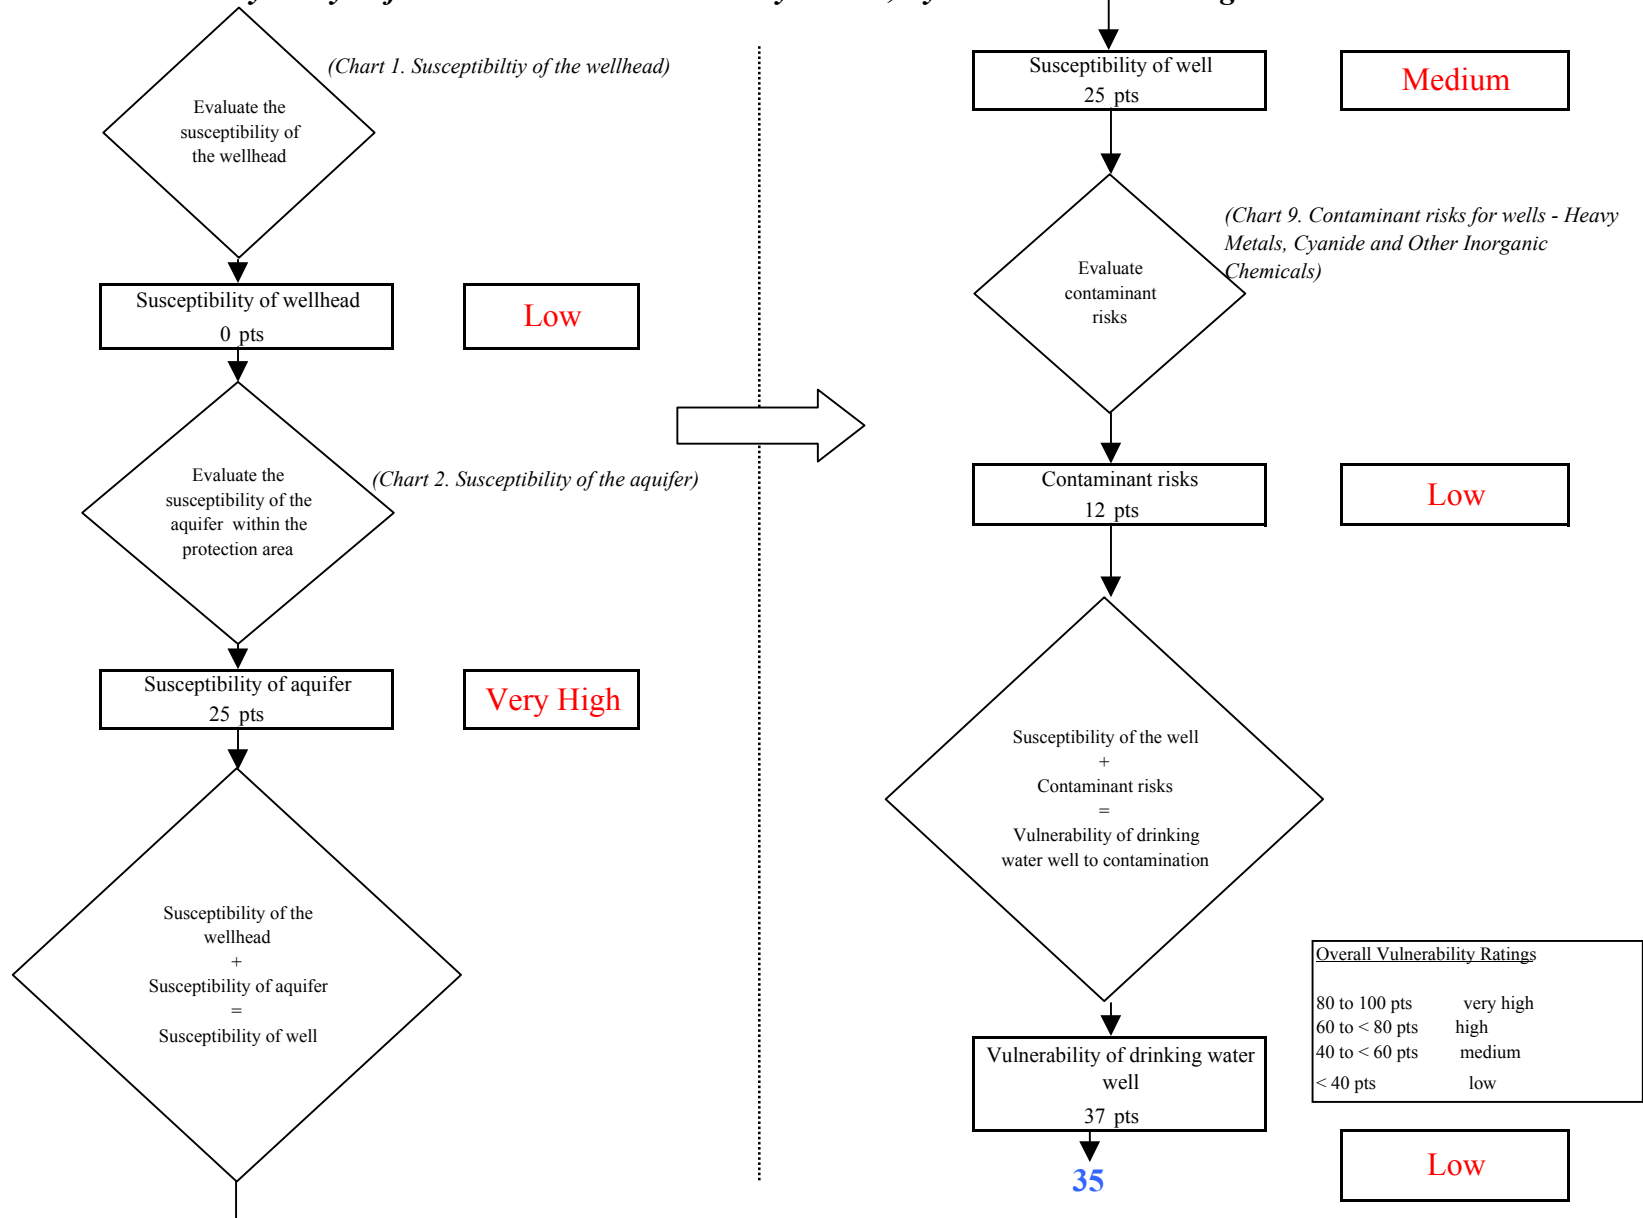 (Chart 1. Susceptibiltiy of the wellhead)
Evaluate the
susceptibility of
the wellhead
Susceptibility of wellhead
0 pts
Low
(Chart 2. Susceptibility of the aquifer)
Evaluate the
susceptibility of the
aquifer within the
protection area
Susceptibility of aquifer
25 pts
Very High
Susceptibility of the
wellhead
+
Susceptibility of aquifer
=
Susceptibility of well
Susceptibility of well
25 pts
Medium
(Chart 9. Contaminant risks for wells - Heavy
Metals, Cyanide and Other Inorganic
Chemicals)
Evaluate
contaminant
risks
Contaminant risks
12 pts
Low
Susceptibility of the well
+
Contaminant risks
=
Vulnerability of drinking
water well to contamination
Overall Vulnerability Ratings
80 to 100 pts very high
60 to < 80 pts high
40 to < 60 pts medium
< 40 pts low
Vulnerability of drinking water
well
37 pts
35
Low